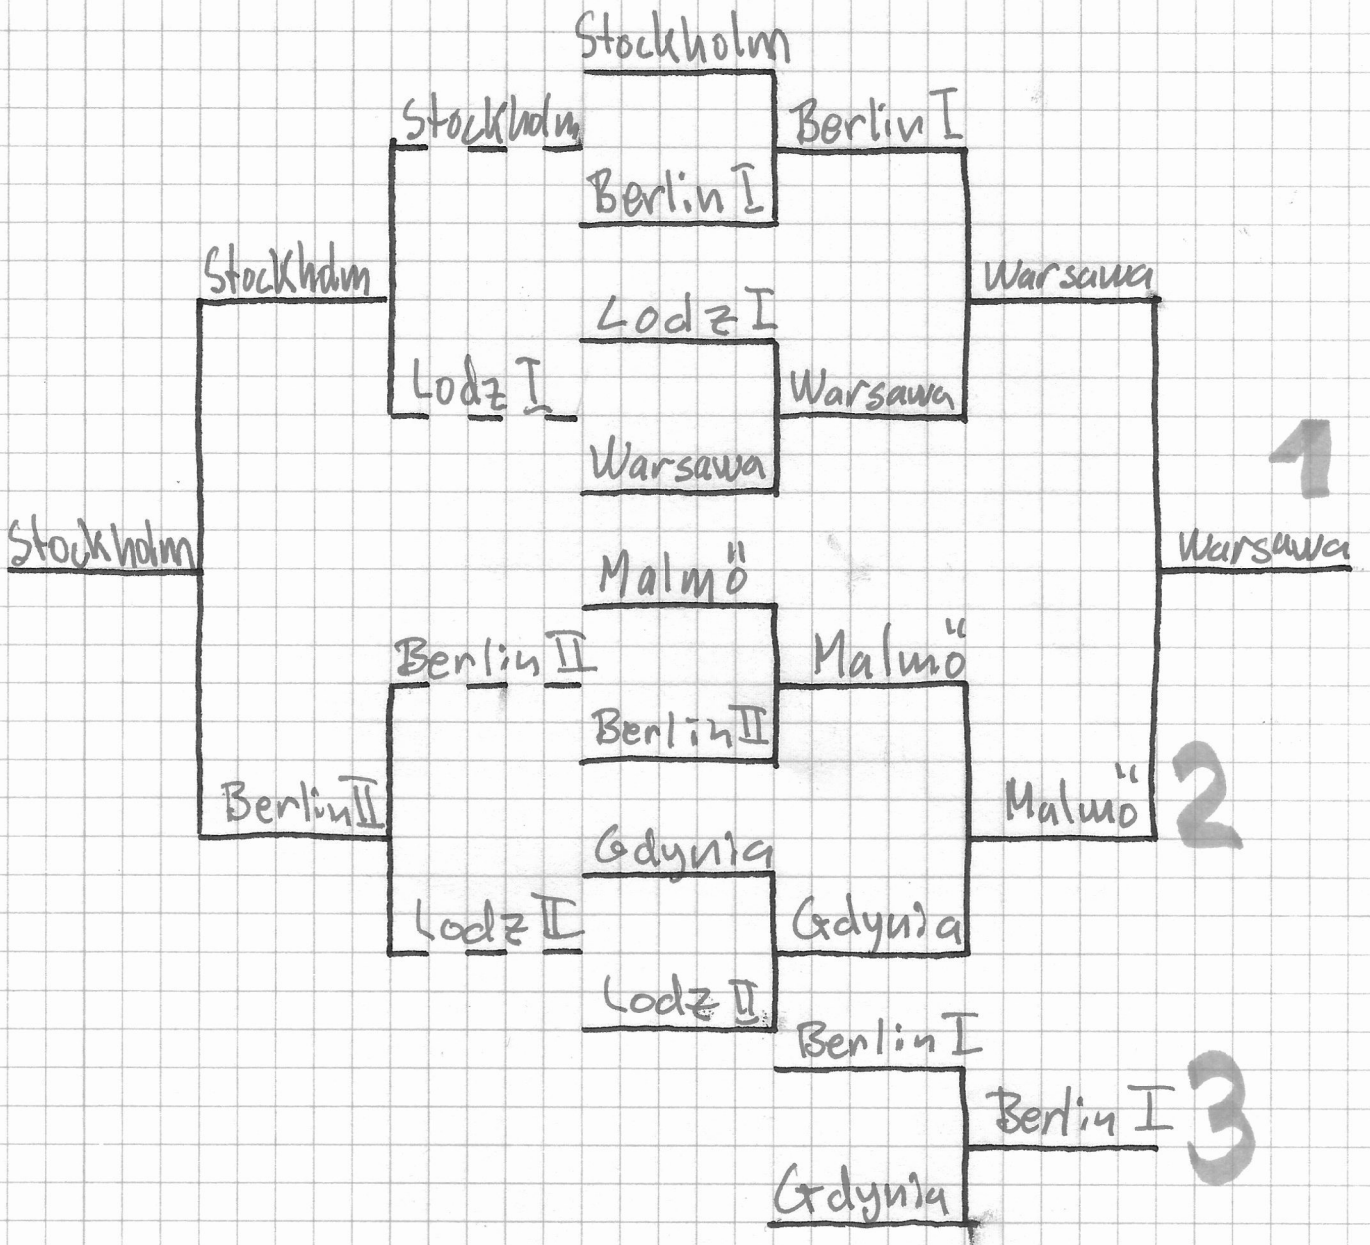 Stockholm
Stockholm
Berlin I
Berlin I
Stockholm
Warsawa
Lodz I
Lodz I
Warsawa
1
Warsawa
Stockholm
Warsawa
Malmö
Berlin II
Malmö
Berlin II
Berlin II
Malmö
2
Gdynia
Lodz II
Gdynia
Lodz II
Berlin I
Berlin I
3
Gdynia